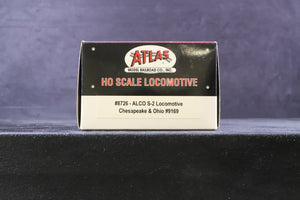 ATLAS
MODEL RAILROAD CO., INC.
HO SCALE LOCOMOTIVE
#8726 - ALCO S-2 Locomotive
Chesapeake & Ohio #9169